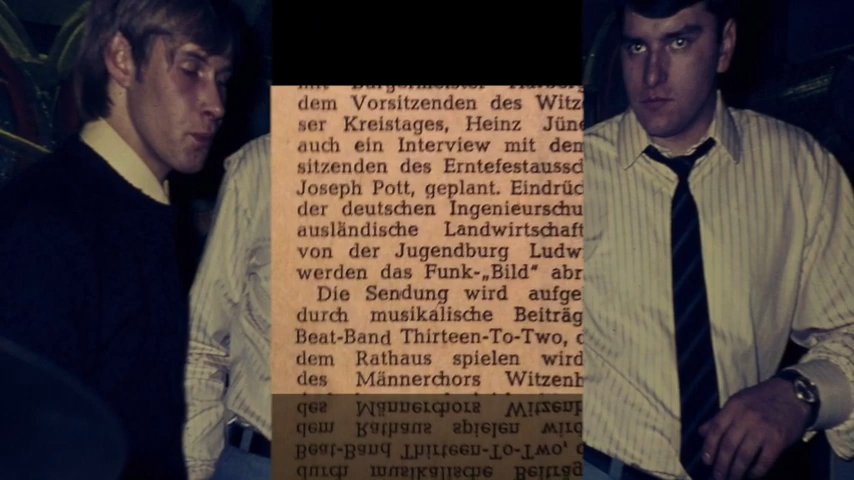 dem Vorsitzenden des Witze
ser Kreistages, Heinz Jüne
auch ein Interview mit dem
sitzenden des Erntefestaussch
Joseph Pott, geplant. Eindrüc
der deutschen Ingenieurschu
ausländische Landwirtschaft
von der Jugendburg Ludw
werden das Funk-„Bild“ abr
Die Sendung wird aufge
durch musikalische Beiträg
Beat-Band Thirteen-To-Two, d
dem Rathaus spielen wird
des Männerchors Witzenh